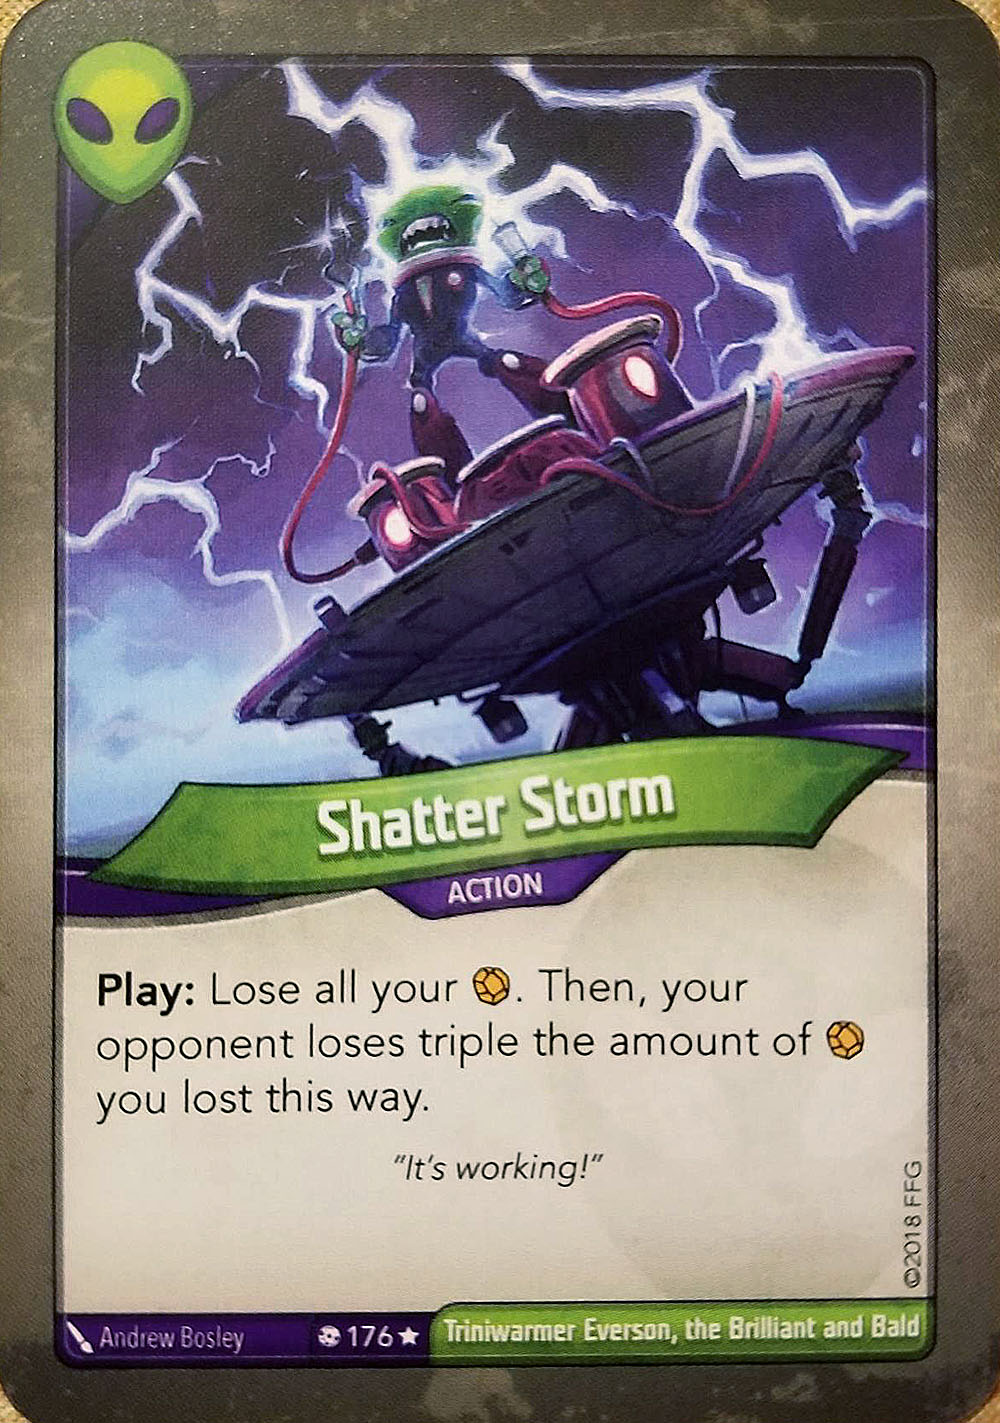 Shatter Storm
ACTION
Play: Lose all your . Then, your
opponent loses triple the amount of
you lost this way.
“It's working!”
©2018 FFG
Andrew Bosley
176★
Triniwarmer Everson, the Brilliant and Bald